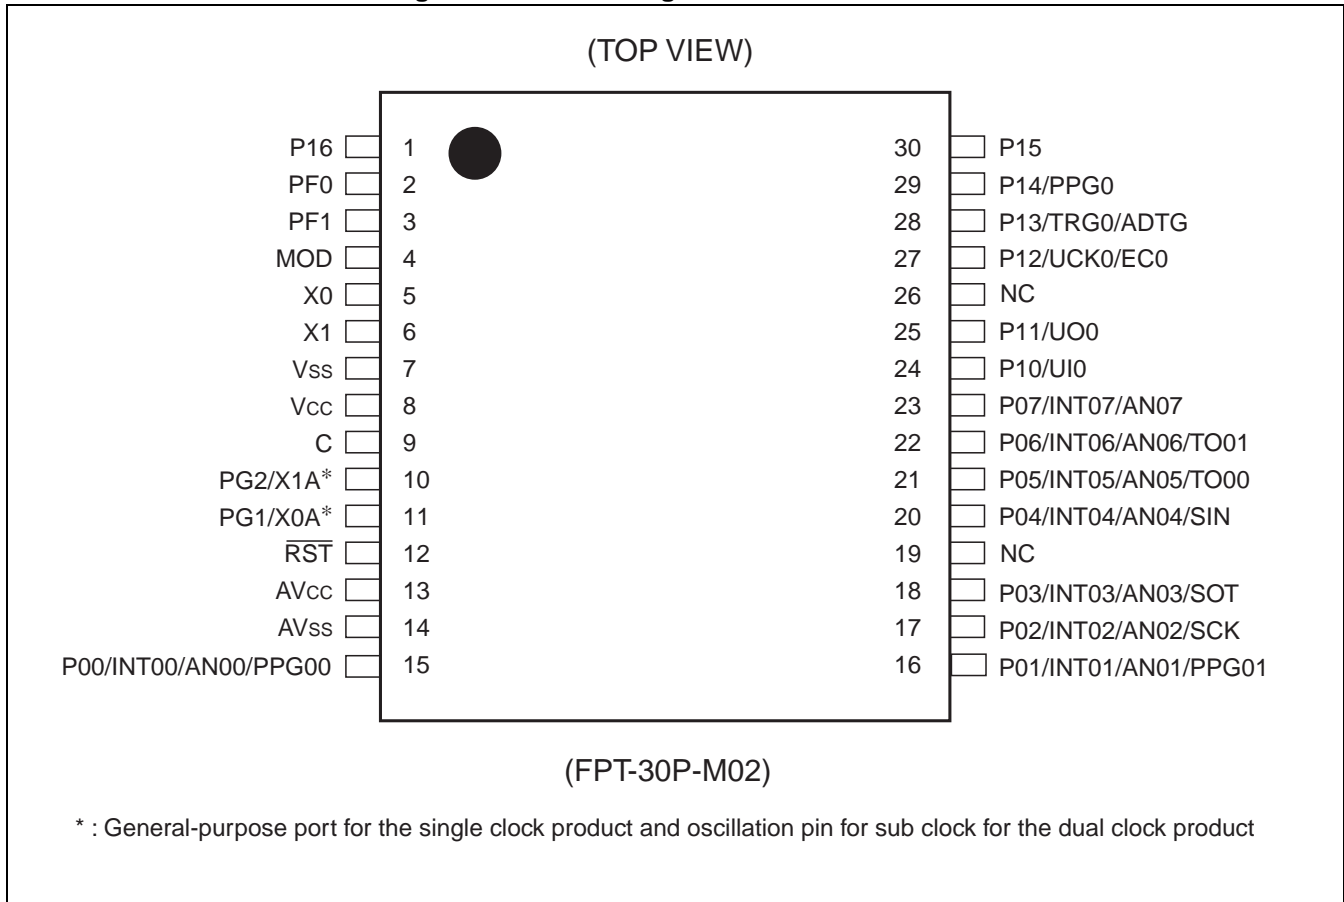 (TOP VIEW)
P16 1 30 P15
PF0 2 29 P14/PPG0
PF1 3 28 P13/TRG0/ADTG
MOD 4 27 P12/UCK0/EC0
X0 5 26 NC
X1 6 25 P11/UO0
Vss 7 24 P10/UI0
Vcc 8 23 P07/INT07/AN07
C 9 22 P06/INT06/AN06/TO01
PG2/X1A* 10 21 P05/INT05/AN05/TO00
PG1/X0A* 11 20 P04/INT04/AN04/SIN
RST 12 19 NC
AVcc 13 18 P03/INT03/AN03/SOT
AVss 14 17 P02/INT02/AN02/SCK
P00/INT00/AN00/PPG00 15 16 P01/INT01/AN01/PPG01
(FPT-30P-M02)
* : General-purpose port for the single clock product and oscillation pin for sub clock for the dual clock product